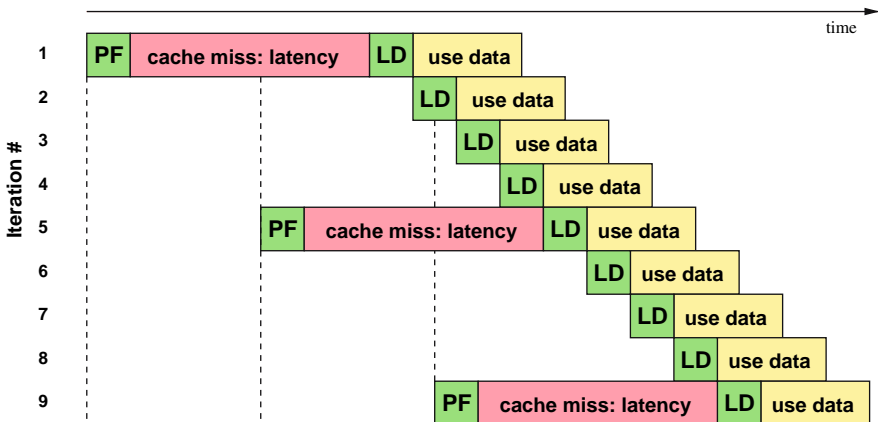 time
1 PF cache miss: latency LD use data
2 LD use data
3 LD use data
4 LD use data
5 PF cache miss: latency LD use data
6 LD use data
7 LD use data
8 LD use data
9 PF cache miss: latency LD use data
Iteration #